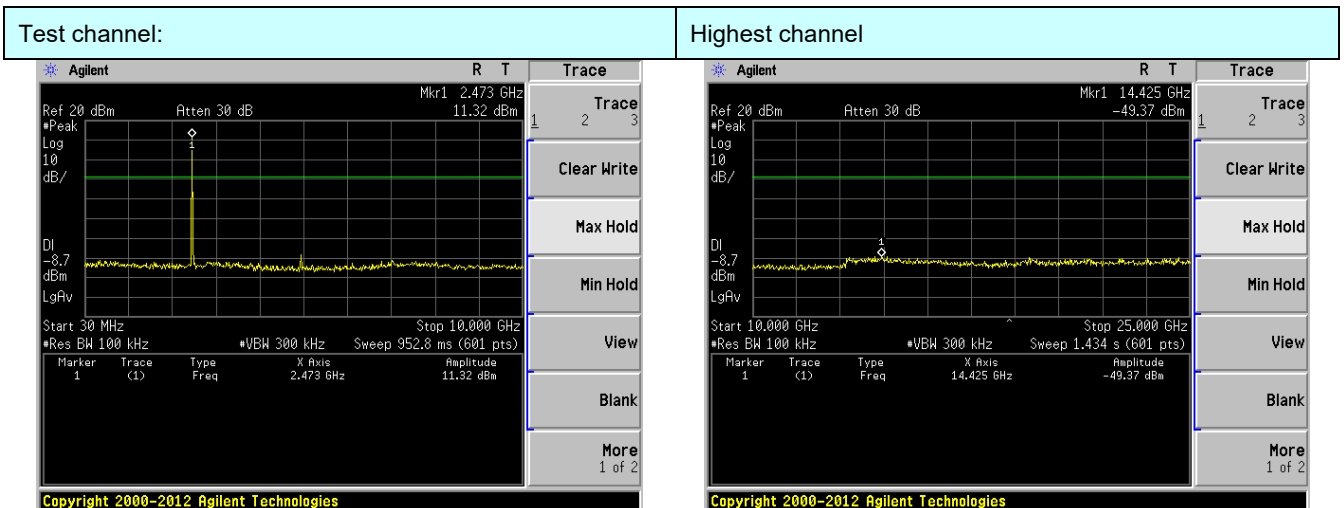 Test channel:
Highest channel
Agilent
R T
Mkr1 2.473 GHz
Ref 20 dBm
Atten 30 dB
11.32 dBm
#Peak
Log
10
dB/
1
DI
-8.7
dBm
LgAv
Start 30 MHz
Stop 10.000 GHz
#Res BW 100 kHz
#VBW 300 kHz
Sweep 952.8 ms (601 pts)
Marker Trace Type X Axis Amplitude
1 (1) Freq 2.473 GHz 11.32 dBm
Copyright 2000-2012 Agilent Technologies
Trace
Trace
1 2 3
Clear Write
Max Hold
Min Hold
View
Blank
More
1 of 2
Agilent
R T
Mkr1 14.425 GHz
Ref 20 dBm
Atten 30 dB
-49.37 dBm
#Peak
Log
10
dB/
1
DI
-8.7
dBm
LgAv
Start 10.000 GHz
^
Stop 25.000 GHz
#Res BW 100 kHz
#VBW 300 kHz
Sweep 1.434 s (601 pts)
Marker Trace Type X Axis Amplitude
1 (1) Freq 14.425 GHz -49.37 dBm
Copyright 2000-2012 Agilent Technologies
Trace
Trace
1 2 3
Clear Write
Max Hold
Min Hold
View
Blank
More
1 of 2